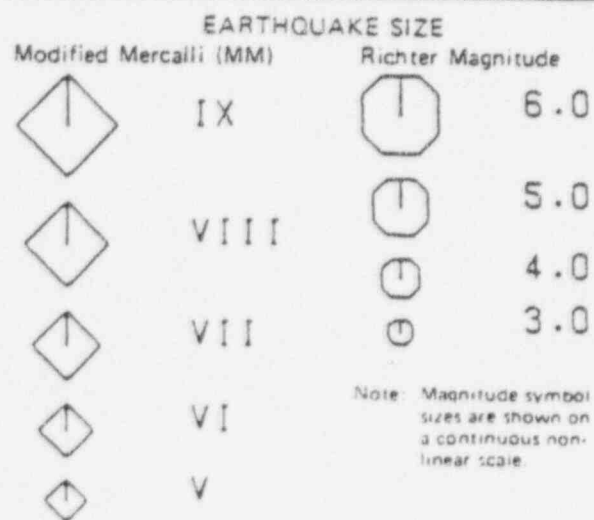 EARTHQUAKE SIZE
Modified Mercalli (MM)
IX
VIII
VII
VI
V
Richter Magnitude
6.0
5.0
4.0
3.0
Note: Magnitude symbol
sizes are shown on
a continuous non-
linear scale.